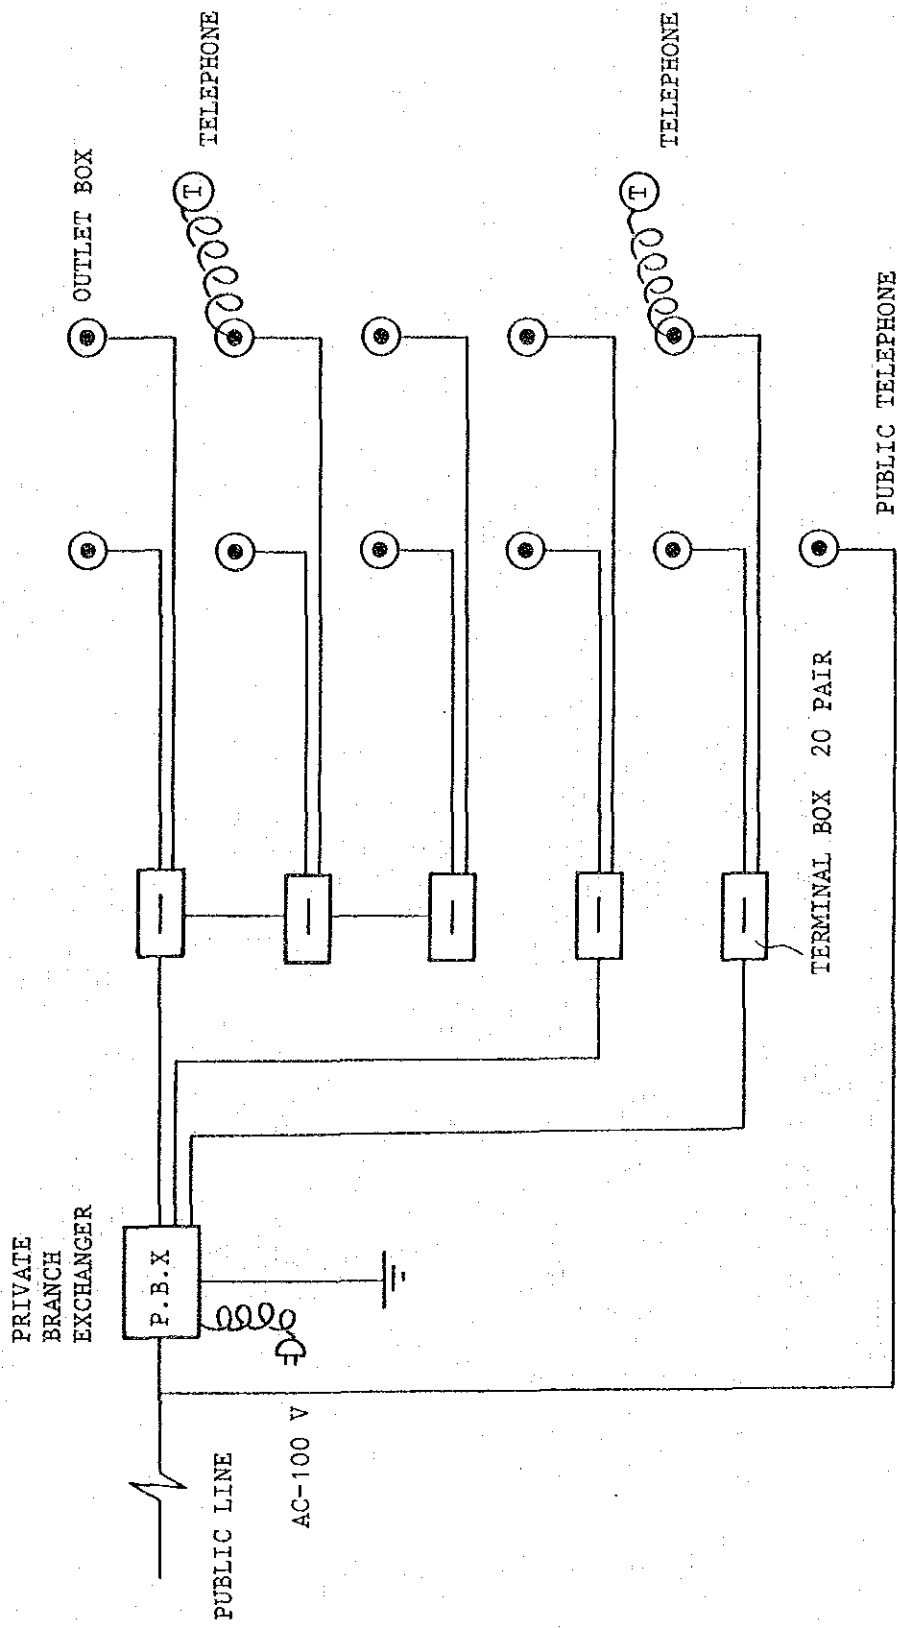 PRIVATE
BRANCH
EXCHANGER
P.B.X
PUBLIC LINE
AC-100 V
OUTLET BOX
T
TELEPHONE
T
TELEPHONE
TERMINAL BOX 20 PAIR
PUBLIC TELEPHONE